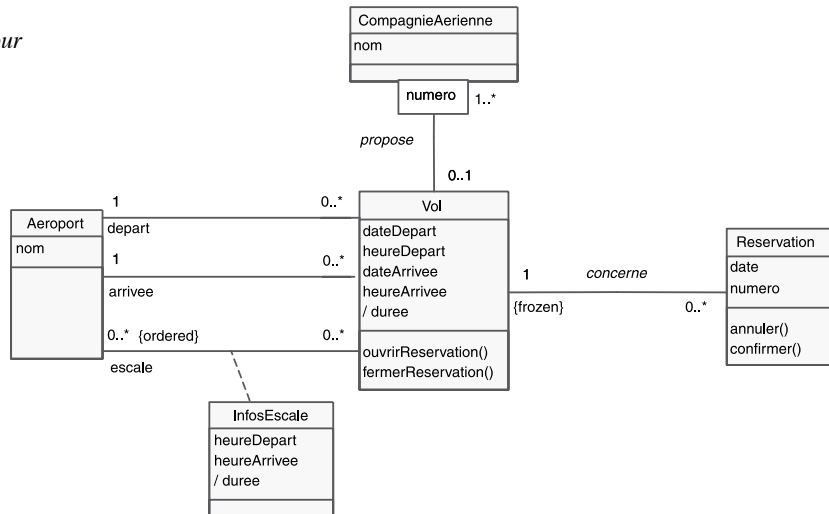 CompagnieAerienne
our
nom
numero
1..*
propose
0..1
Vol
dateDepart
heureDepart
dateArrivee
heureArrivee
/ duree
ouvrirReservation()
fermerReservation()
Aeroport
nom
1
0..*
depart
1
0..*
arrivee
0..* {ordered}
0..*
escale
InfosEscale
heureDepart
heureArrivee
/ duree
1
concerne
{frozen}
0..*
Reservation
date
numero
annuler()
confirmer()